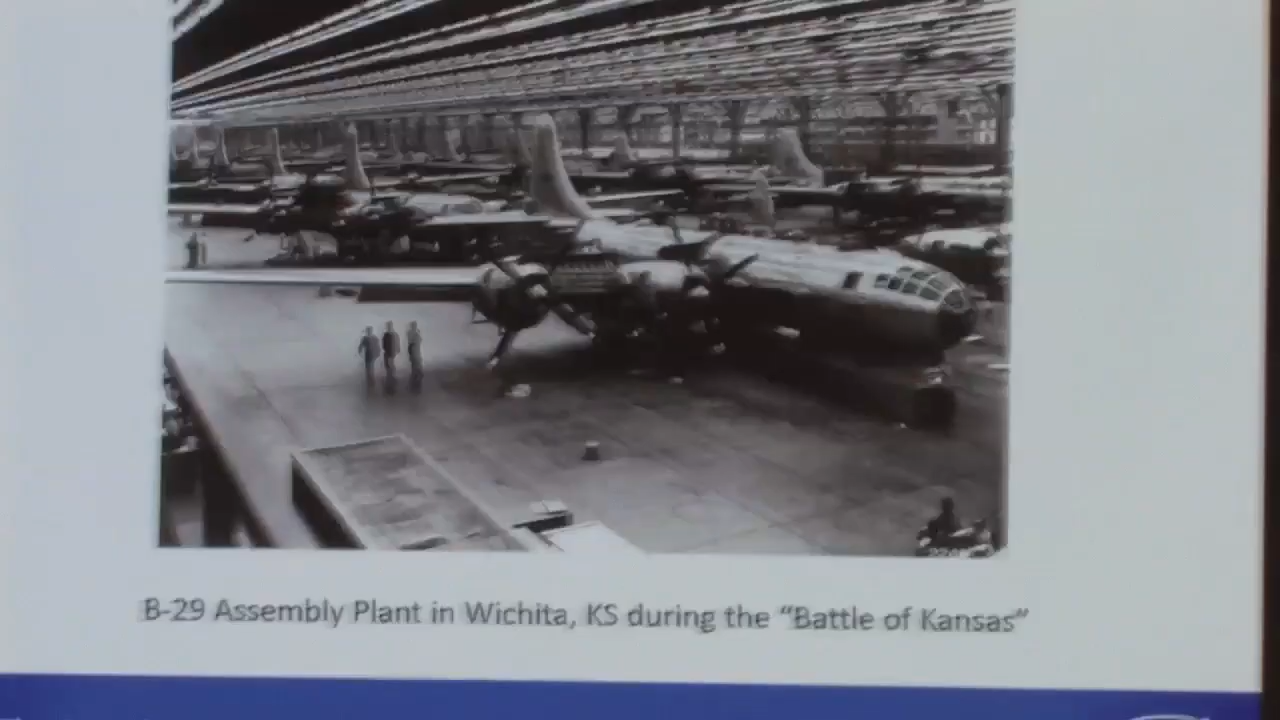 B-29 Assembly Plant in Wichita, KS during the “Battle of Kansas”